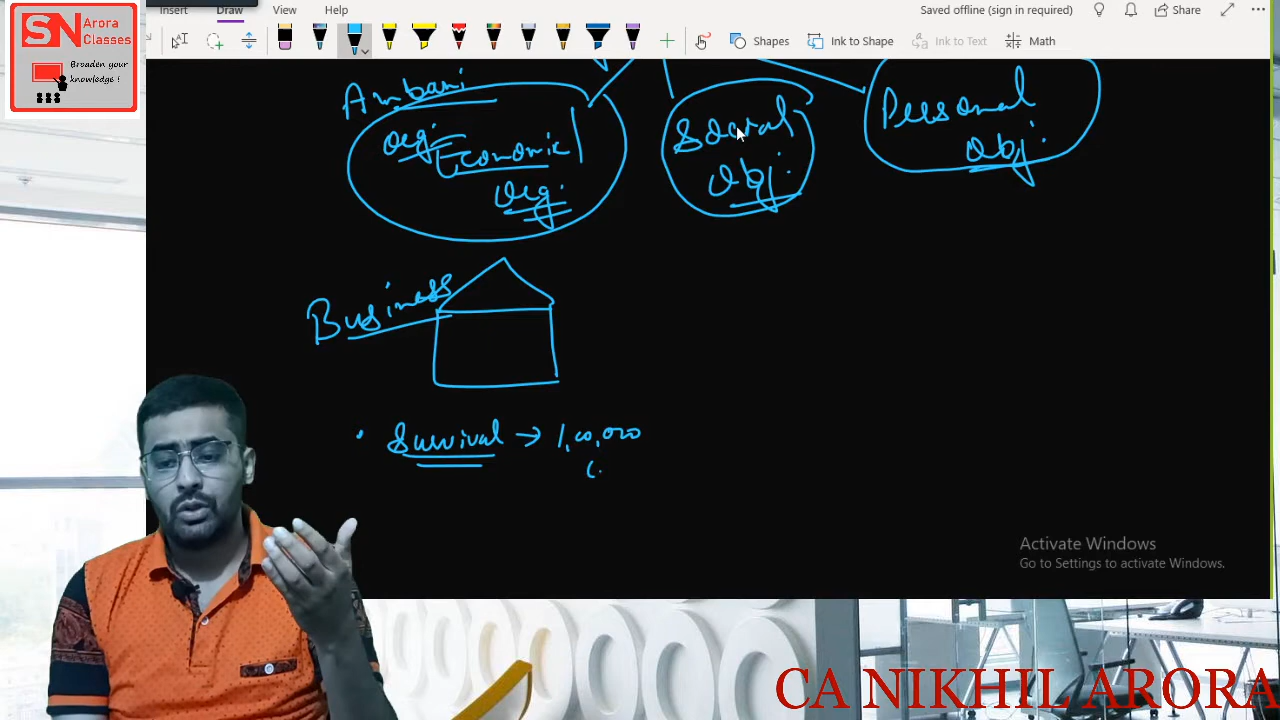 SN Arora Classes
Broaden your knowledge !
Insert Draw View Help
Saved offline (sign in required) Share
Shapes Ink to Shape Ink to Text Math
Ambani
org. Economic org.
Social obj.
Personal obj.
Business
Survival → 1,00,000
(.
Activate Windows
Go to Settings to activate Windows.
CA NIKHIL ARORA